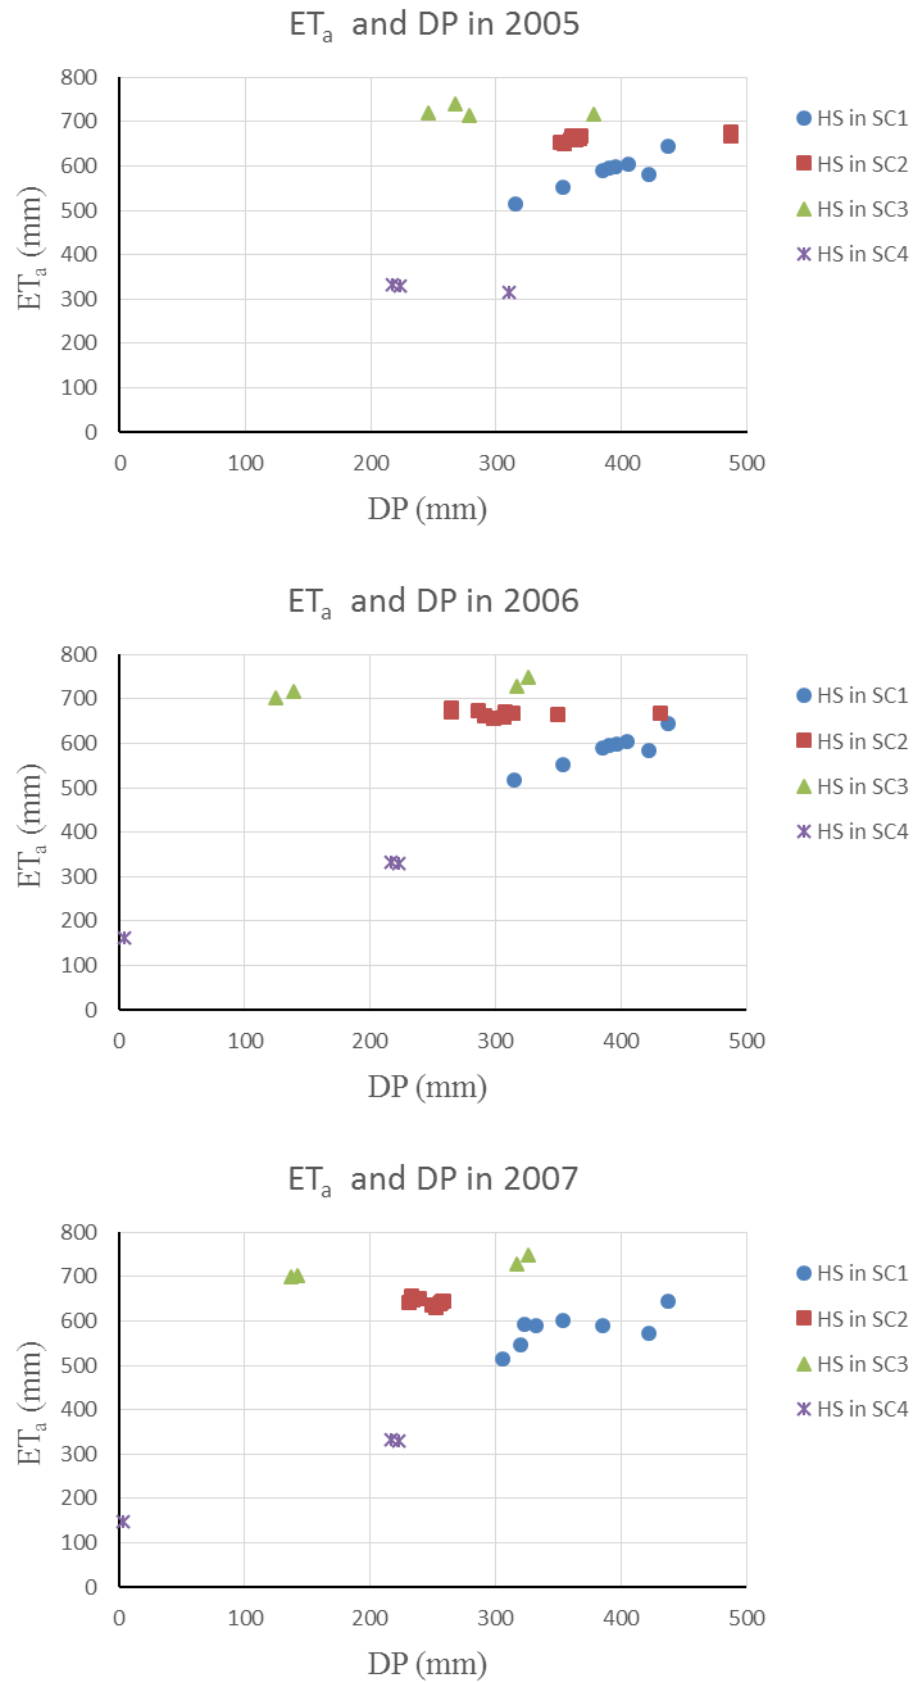 ETa and DP in 2005
800
700
600
500
400
300
200
100
0
0 100 200 300 400 500
ETa (mm)
DP (mm)
HS in SC1
HS in SC2
HS in SC3
HS in SC4
ETa and DP in 2006
800
700
600
500
400
300
200
100
0
0 100 200 300 400 500
ETa (mm)
DP (mm)
HS in SC1
HS in SC2
HS in SC3
HS in SC4
ETa and DP in 2007
800
700
600
500
400
300
200
100
0
0 100 200 300 400 500
ETa (mm)
DP (mm)
HS in SC1
HS in SC2
HS in SC3
HS in SC4